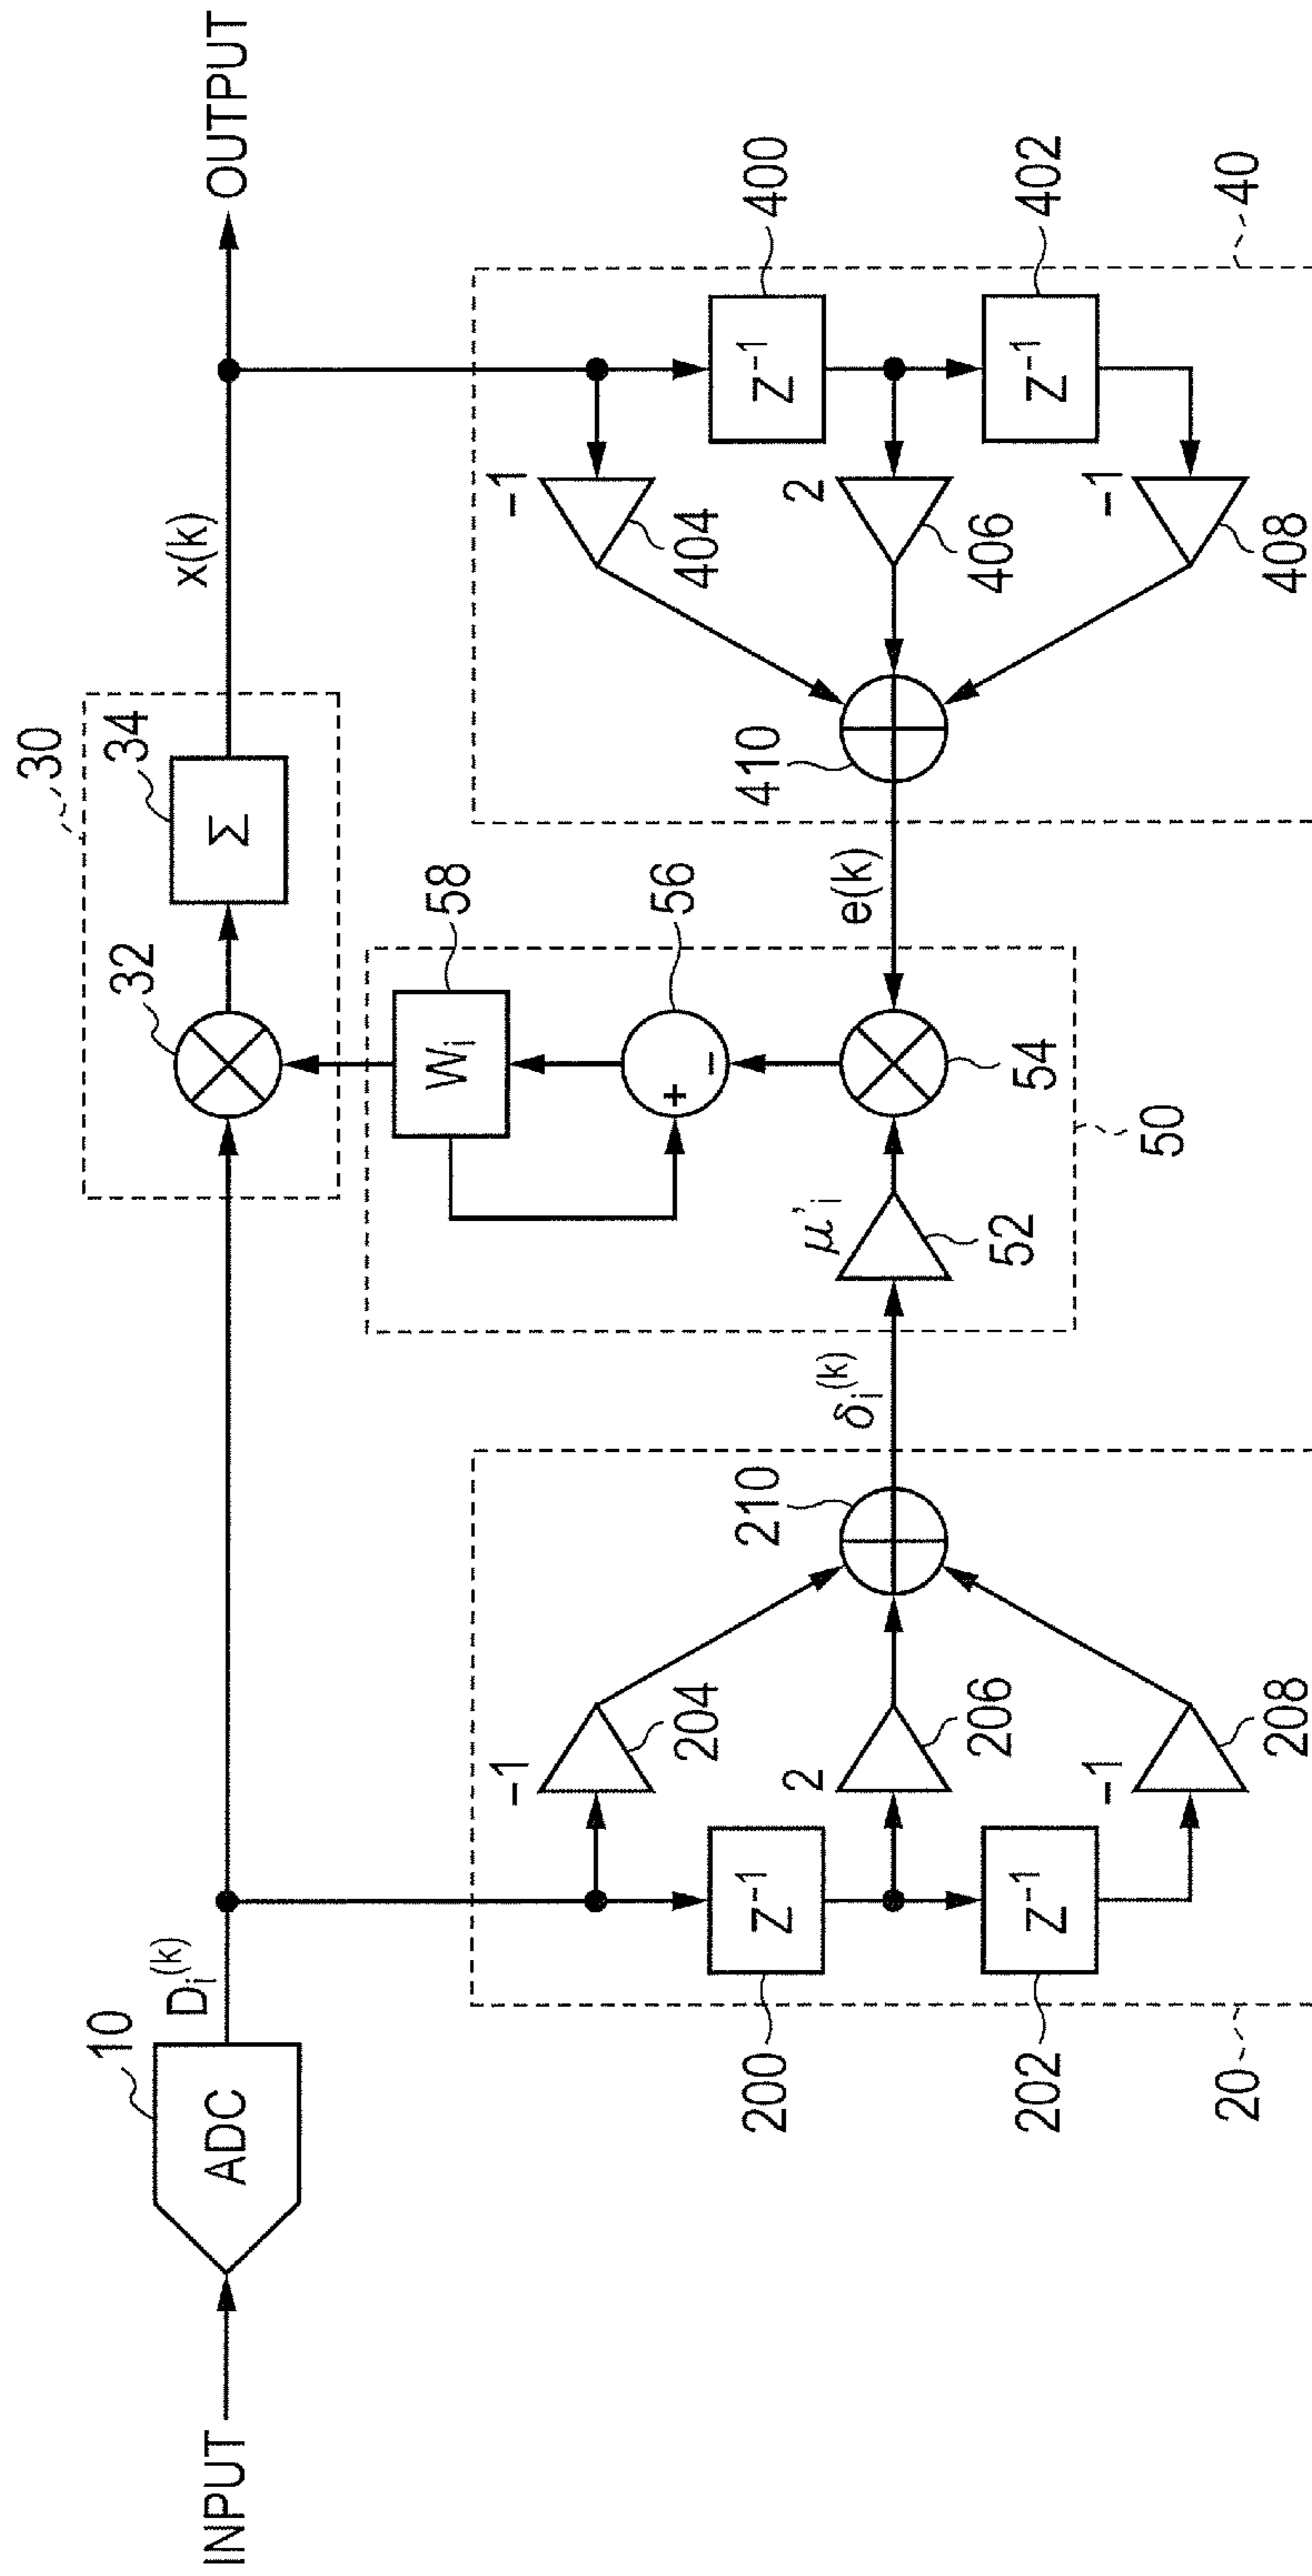 INPUT
ADC
10
D_i^(k)
32
30
Σ
34
x(k)
OUTPUT
W_i
58
+
-
56
54
μ'_i
52
50
δ_i^(k)
e(k)
-1
204
Z^-1
200
2
206
Z^-1
202
-1
208
210
20
-1
404
Z^-1
400
2
406
Z^-1
402
-1
408
410
40